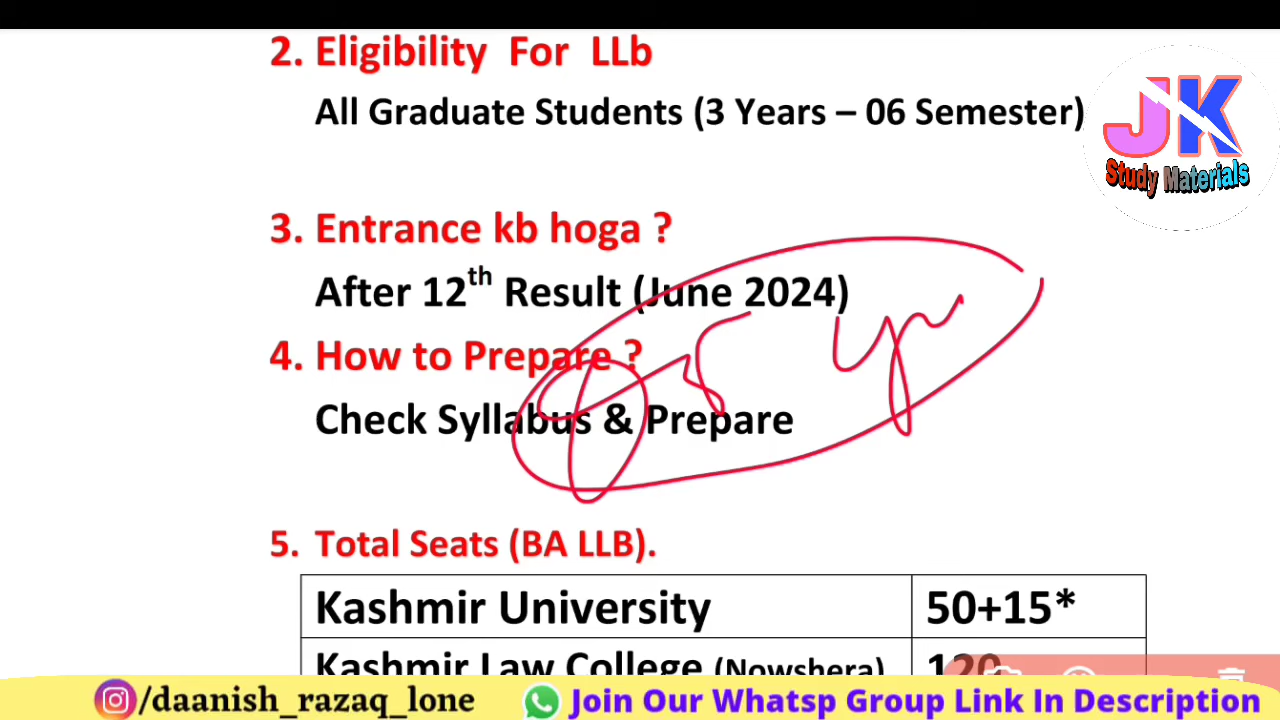 2. Eligibility For LLb
All Graduate Students (3 Years – 06 Semester)
JK
Study Materials
3. Entrance kb hoga ?
After 12th Result (June 2024)
4. How to Prepare ?
Check Syllabus & Prepare
5. Total Seats (BA LLB).
Kashmir University 50+15*
Kashmir Law College (Nowshera) 120
/daanish_razaq_lone Join Our Whatsp Group Link In Description